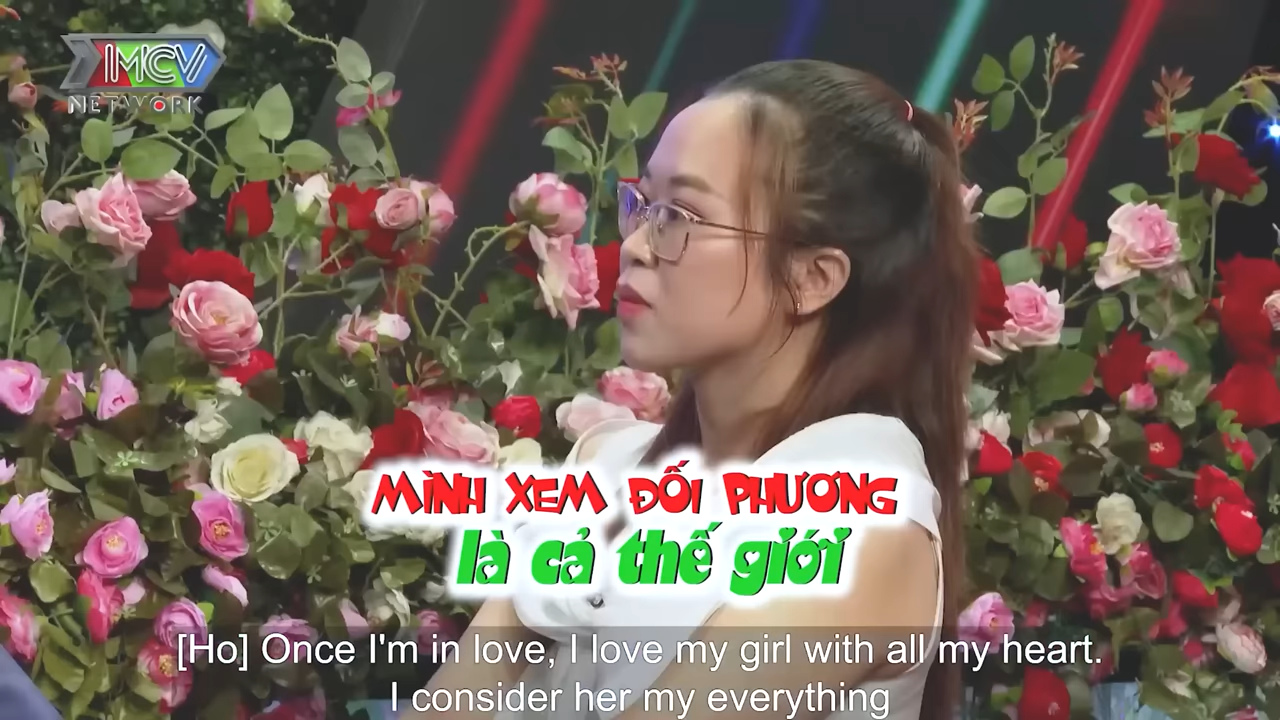 MCV
NETWORK
MÌNH XEM ĐỐI PHƯƠNG
là cả thế giới
[Ho] Once I'm in love, I love my girl with all my heart.
I consider her my everything